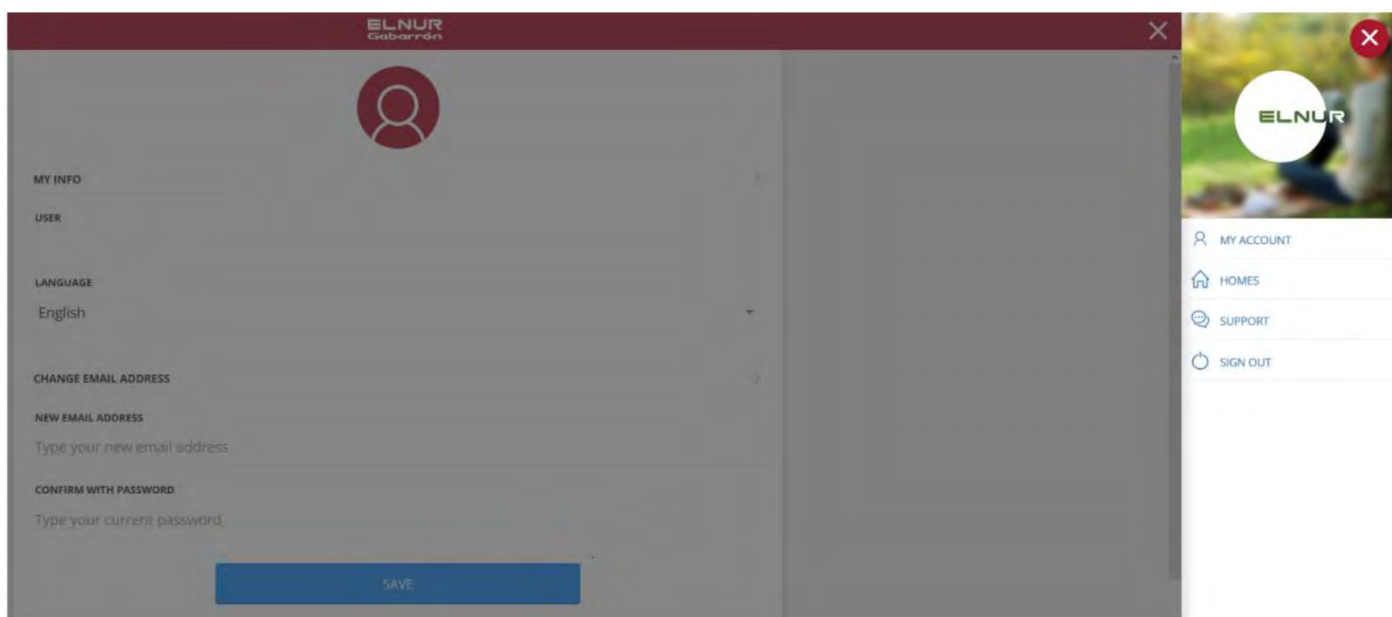 ELNUR
Gabarrón
MY INFO
USER
LANGUAGE
English
CHANGE EMAIL ADDRESS
NEW EMAIL ADDRESS
Type your new email address
CONFIRM WITH PASSWORD
Type your current password
SAVE
ELNUR
MY ACCOUNT
HOMES
SUPPORT
SIGN OUT